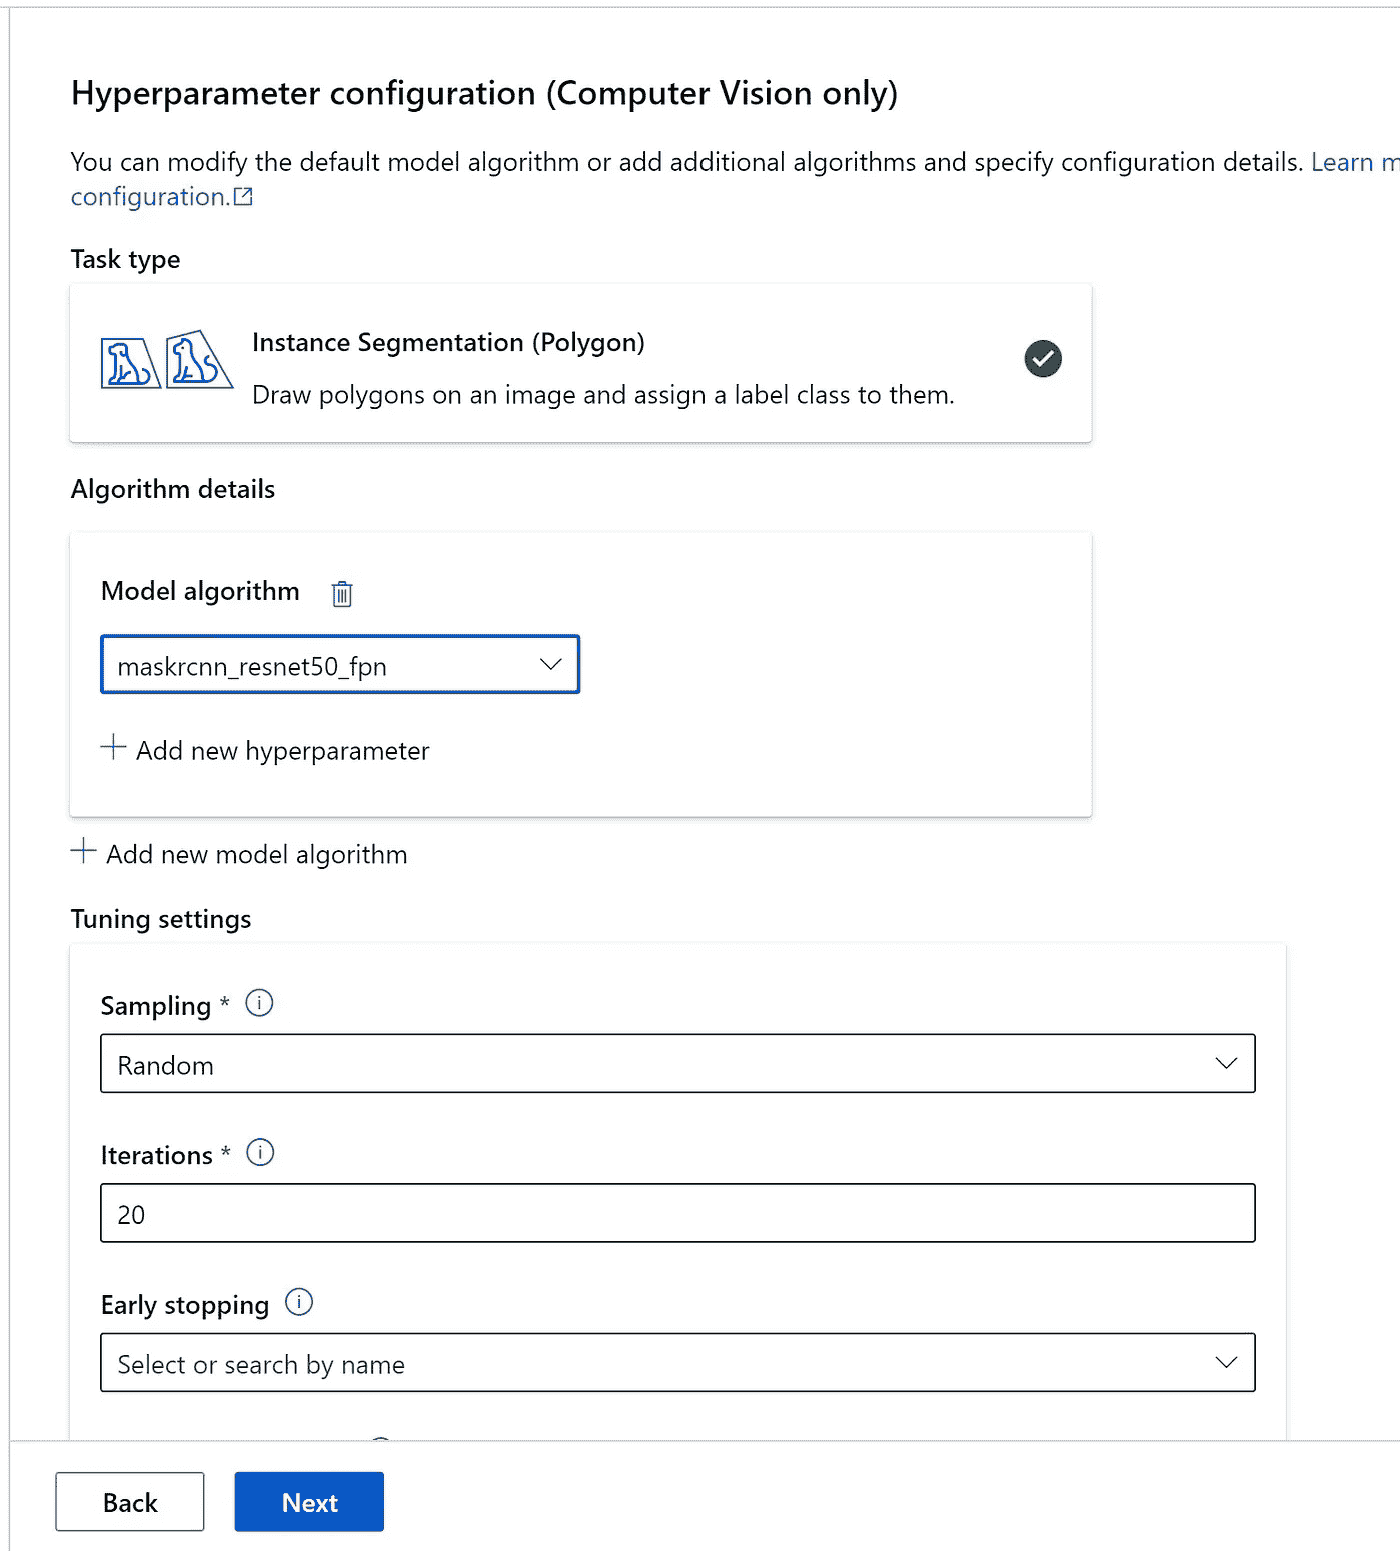 Hyperparameter configuration (Computer Vision only)
You can modify the default model algorithm or add additional algorithms and specify configuration details. Learn m
configuration.
Task type
Instance Segmentation (Polygon)
Draw polygons on an image and assign a label class to them.
Algorithm details
Model algorithm
maskrcnn_resnet50_fpn
Add new hyperparameter
Add new model algorithm
Tuning settings
Sampling *
Random
Iterations *
20
Early stopping
Select or search by name
Back
Next